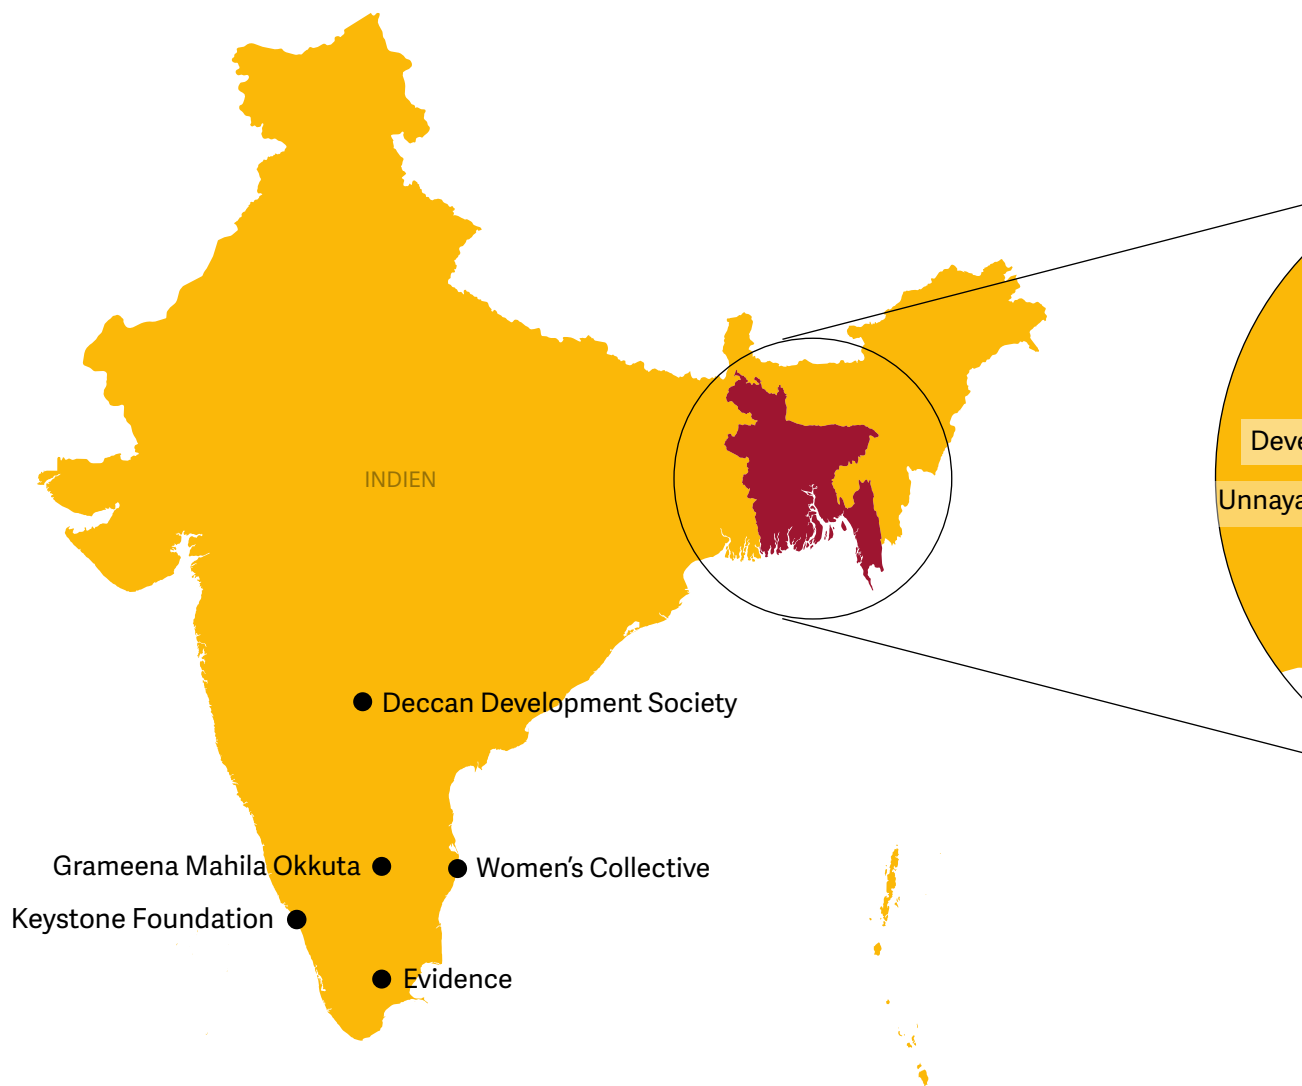 INDIEN
Deccan Development Society
Grameena Mahila Okkuta
Women's Collective
Keystone Foundation
Evidence